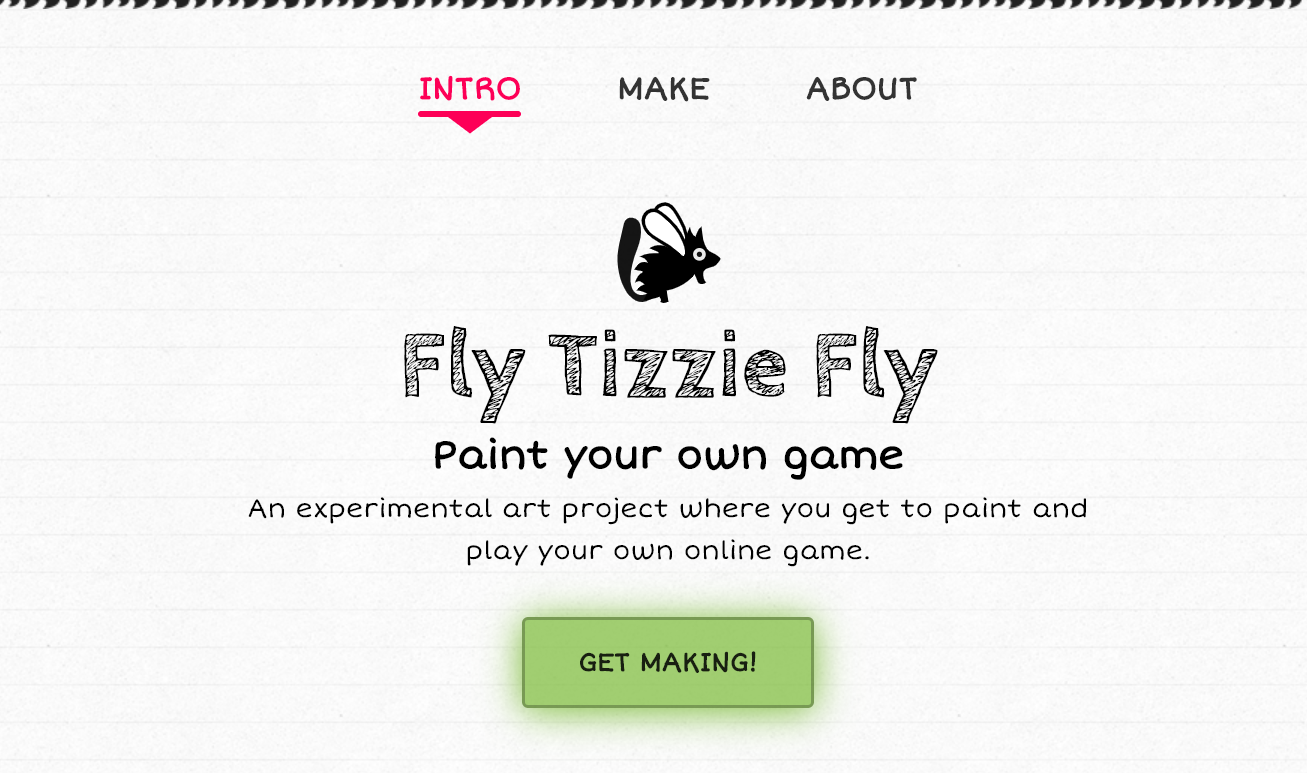 INTRO MAKE ABOUT
Fly Tizzie Fly
Paint your own game
An experimental art project where you get to paint and
play your own online game.
GET MAKING!